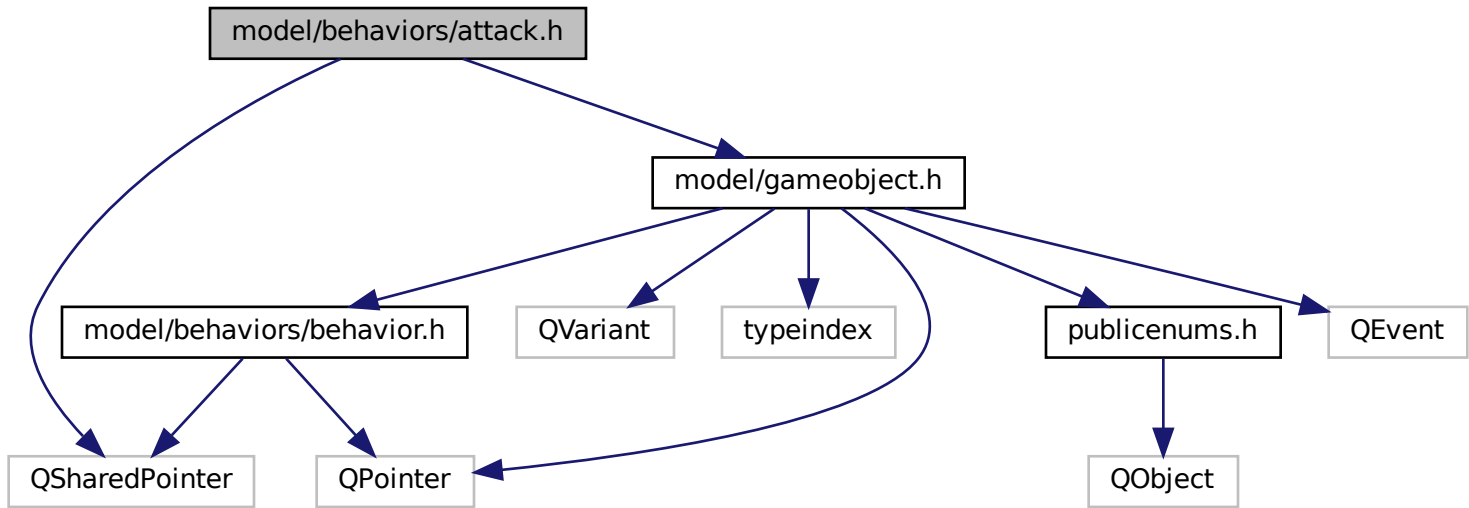 model/behaviors/attack.h
model/gameobject.h
model/behaviors/behavior.h
QVariant
typeindex
publicenums.h
QEvent
QSharedPointer
QPointer
QObject